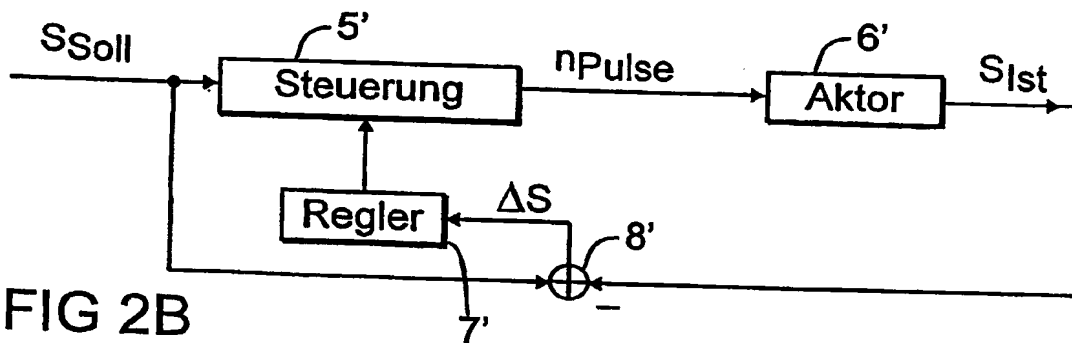 5'
6'
SSoll
Steuerung
nPulse
Aktor
SIst
Regler
ΔS
8'
–
FIG 2B
7'